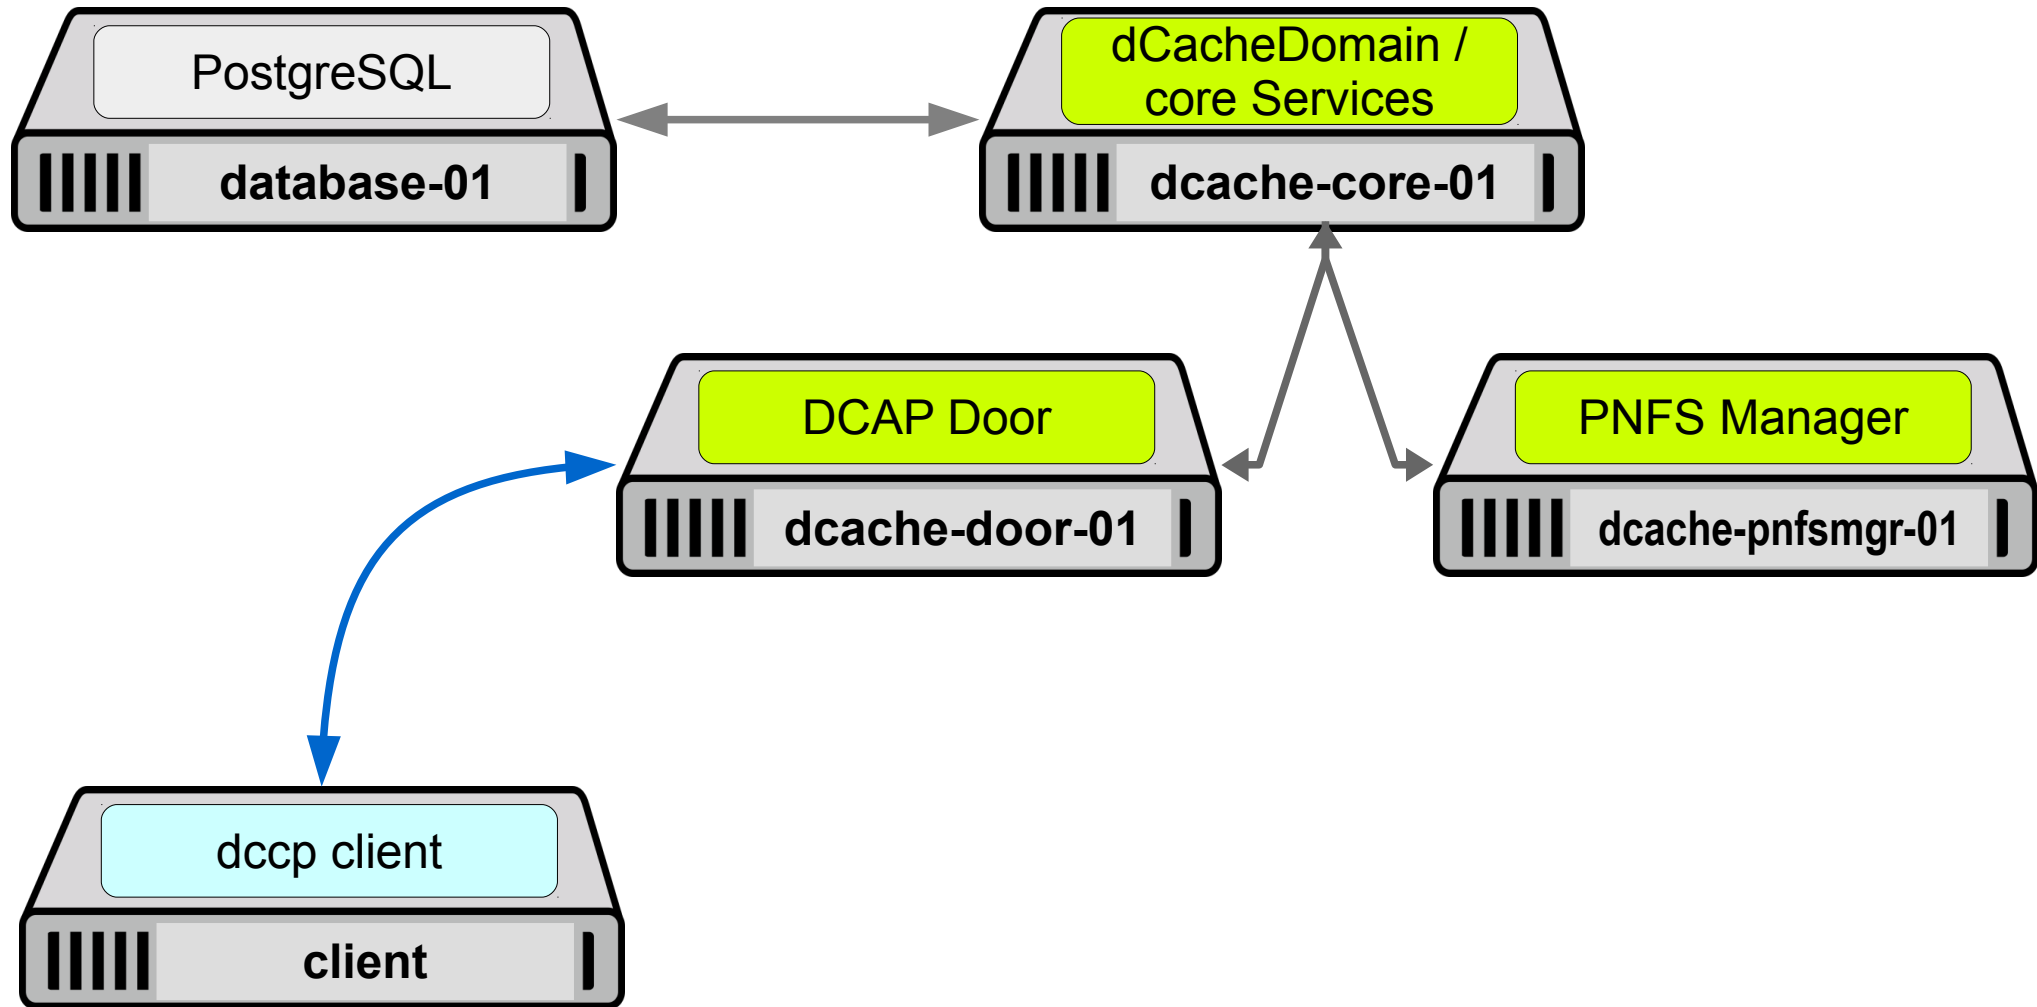 PostgreSQL
database-01
dCacheDomain /
core Services
dcache-core-01
DCAP Door
dcache-door-01
PNFS Manager
dcache-pnfsmgr-01
dccp client
client